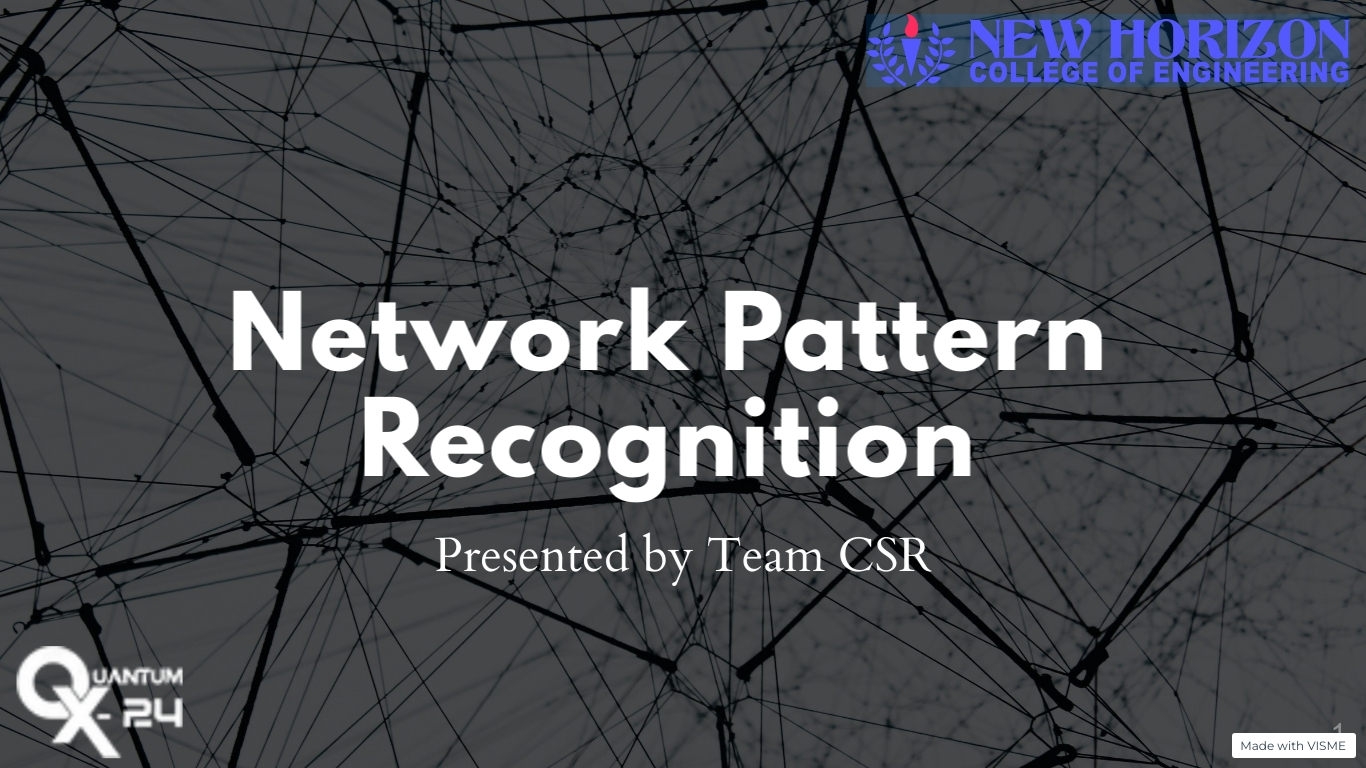 NEW HORIZON
COLLEGE OF ENGINEERING
Network Pattern
Recognition
Presented by Team CSR
QUANTUM
X-24
1
Made with VISME